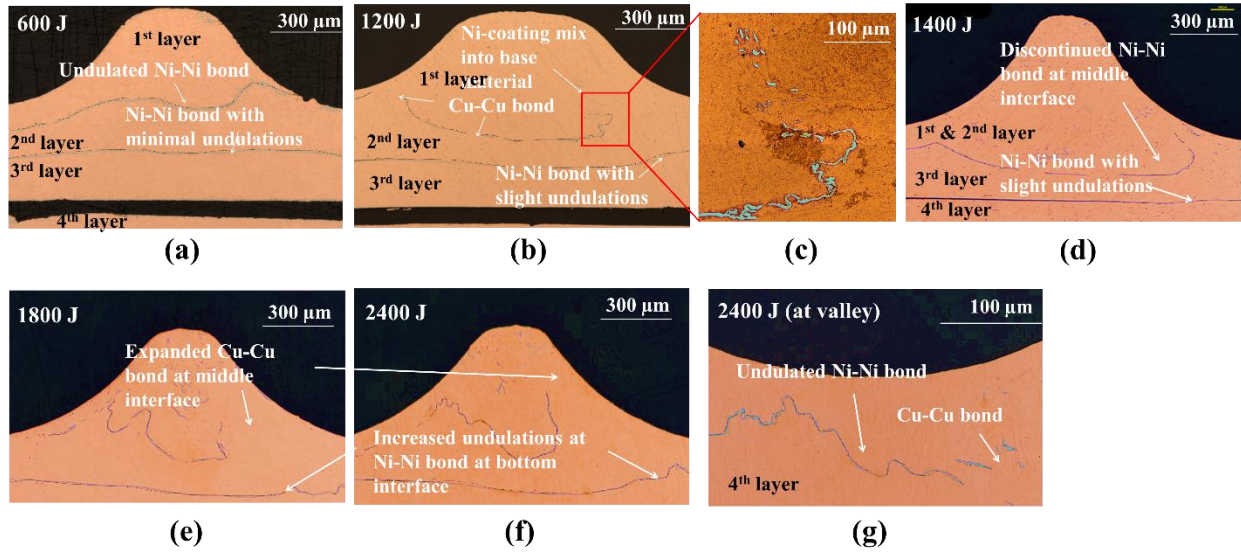 600 J
300 µm
1st layer
Undulated Ni-Ni bond
Ni-Ni bond with
minimal undulations
2nd layer
3rd layer
4th layer
(a)
1200 J
300 µm
Ni-coating mix
into base
material
1st layer
Cu-Cu bond
2nd layer
Ni-Ni bond with
slight undulations
3rd layer
(b)
100 µm
(c)
1400 J
300 µm
Discontinued Ni-Ni
bond at middle
interface
1st & 2nd layer
Ni-Ni bond with
slight undulations
3rd layer
4th layer
(d)
1800 J
300 µm
Expanded Cu-Cu
bond at middle
interface
(e)
2400 J
300 µm
Increased undulations at
Ni-Ni bond at bottom
interface
(f)
2400 J (at valley)
100 µm
Undulated Ni-Ni bond
Cu-Cu bond
4th layer
(g)